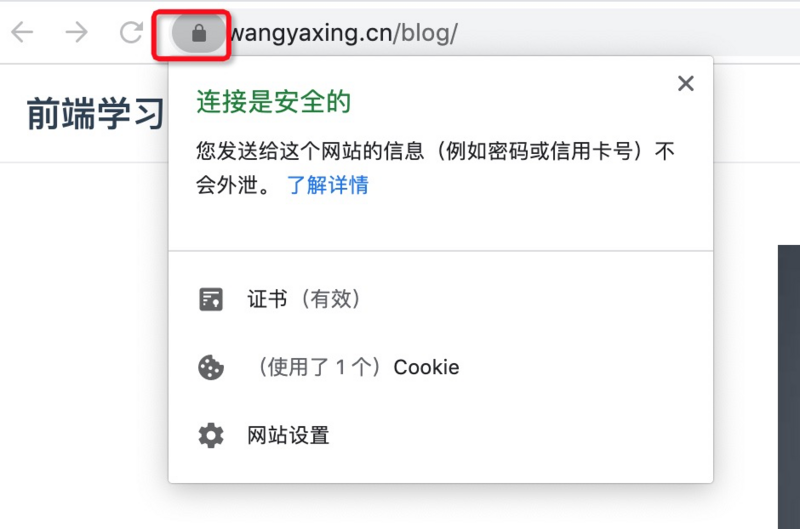 wangyaxing.cn/blog/
前端学习
连接是安全的
您发送给这个网站的信息（例如密码或信用卡号）不
会外泄。 了解详情
证书（有效）
（使用了 1 个）Cookie
网站设置